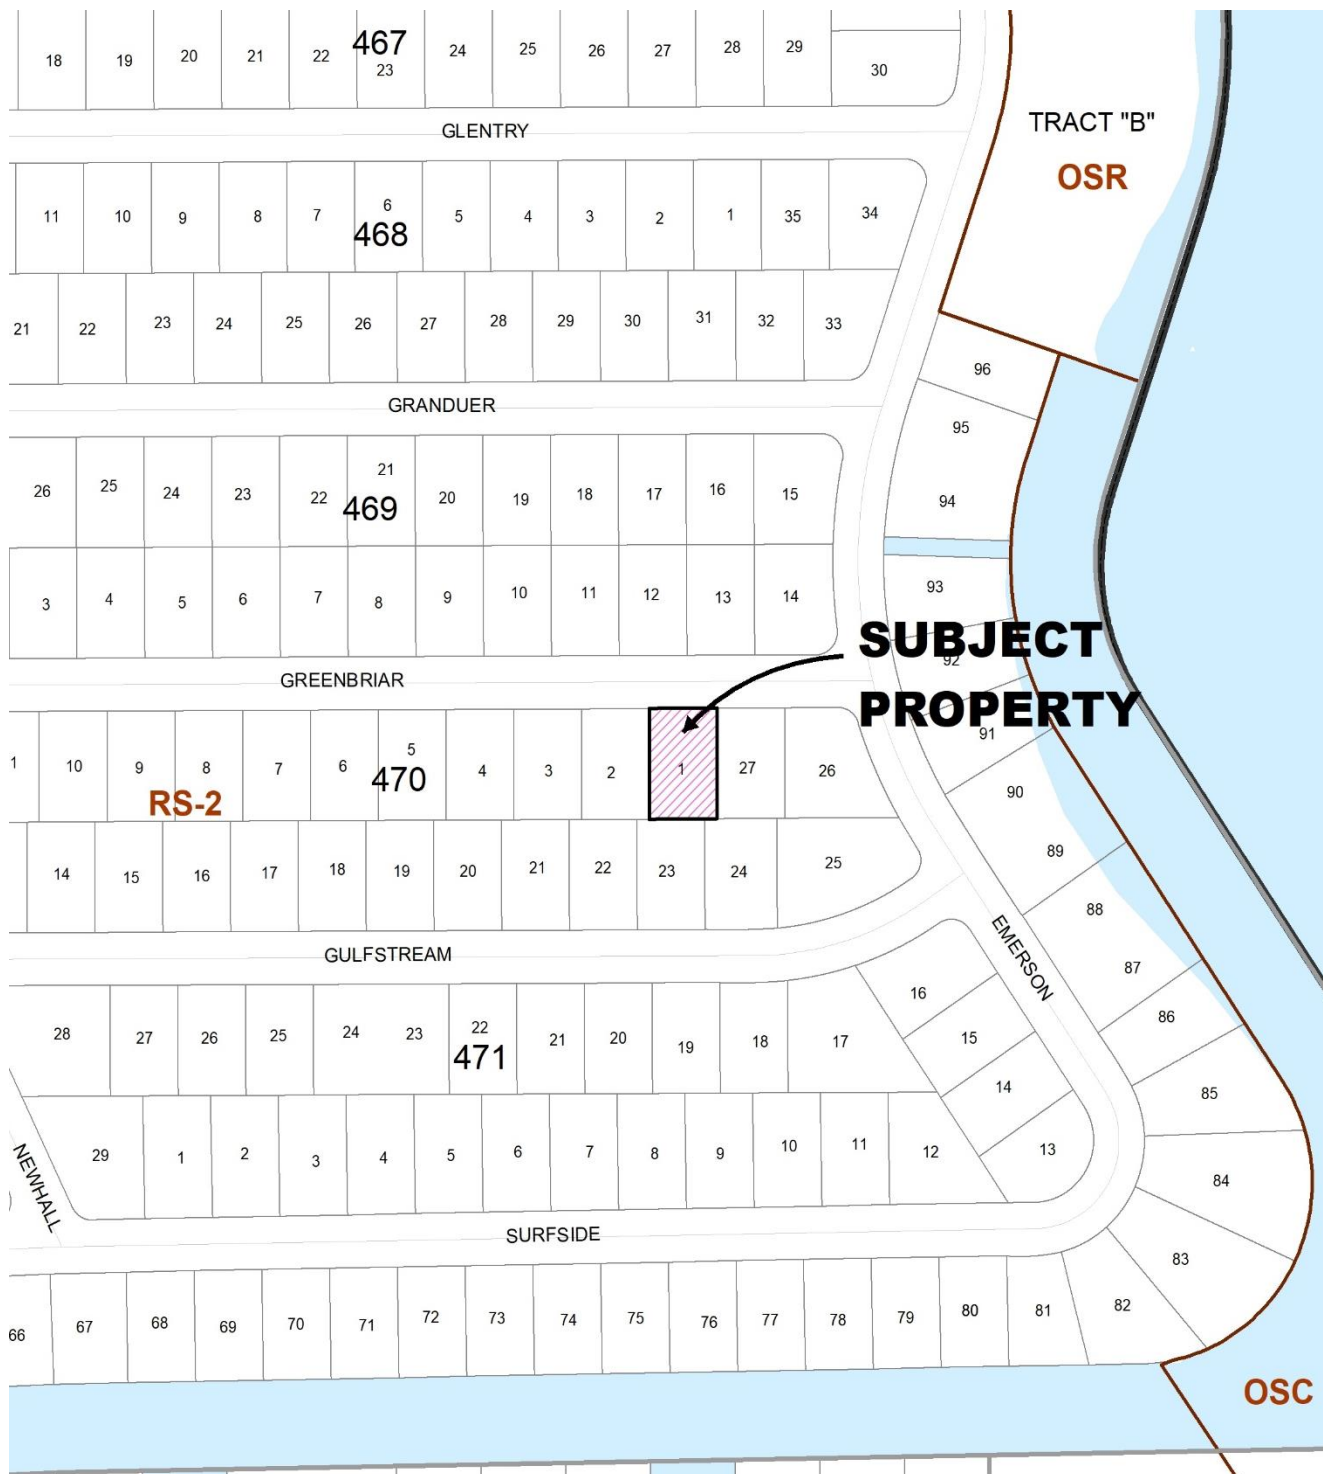 467
18 19 20 21 22 23 24 25 26 27 28 29
30
GLENTRY
TRACT "B"
OSR
11 10 9 8 7 6 5 4 3 2 1 35 34
468
21 22 23 24 25 26 27 28 29 30 31 32 33
GRANDUER
96
95
94
26 25 24 23 22 21 20 19 18 17 16 15
469
3 4 5 6 7 8 9 10 11 12 13 14
93
92
91
90
89
88
87
86
85
84
83
SUBJECT
PROPERTY
GREENBRIAR
1 10 9 8 7 6 5 4 3 2 1 27 26
470
RS-2
14 15 16 17 18 19 20 21 22 23 24 25
GULFSTREAM
EMERSON
28 27 26 25 24 23 22 21 20 19 18 17 16
471
15
14
13
29 1 2 3 4 5 6 7 8 9 10 11 12
NEWHALL
SURFSIDE
66 67 68 69 70 71 72 73 74 75 76 77 78 79 80 81 82
OSC